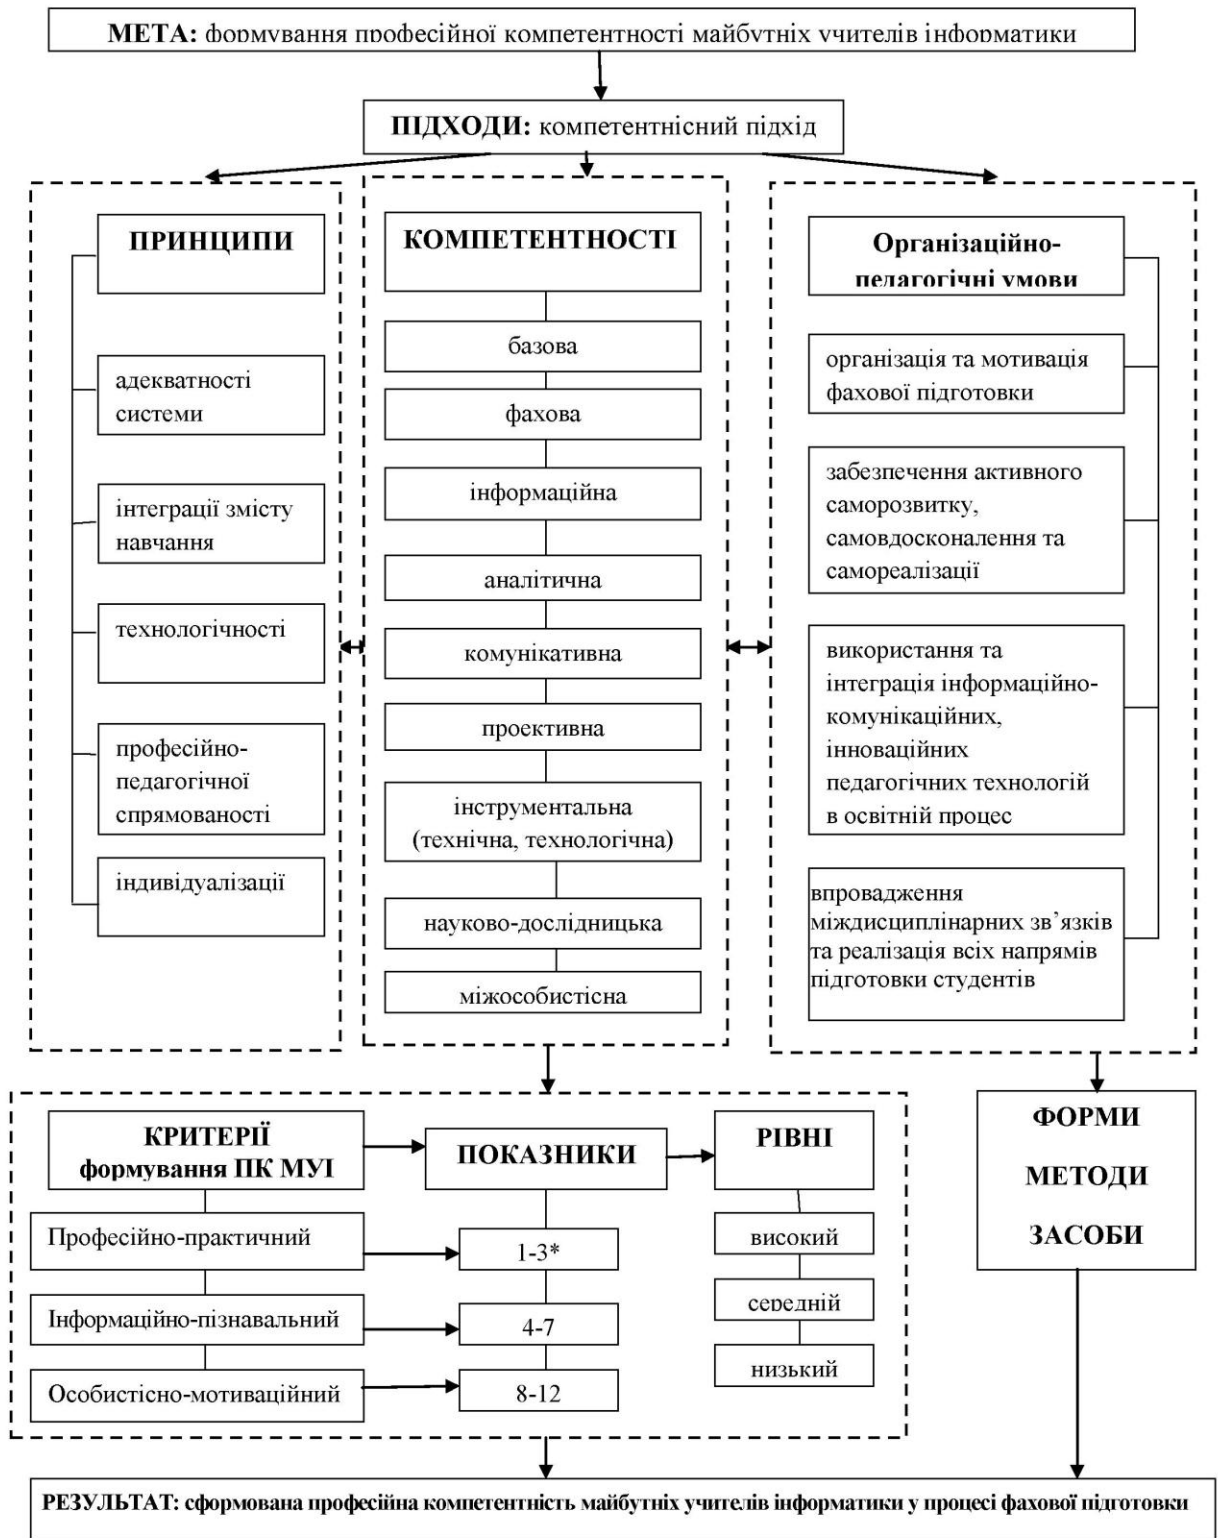 МЕТА: формування професійної компетентності майбутніх учителів інформатики
ПІДХОДИ: компетентнісний підхід
ПРИНЦИПИ
адекватності
системи
інтеграції змісту
навчання
технологічності
професійно-
педагогічної
спрямованості
індивідуалізації
КОМПЕТЕНТНОСТІ
базова
фахова
інформаційна
аналітична
комунікативна
проективна
інструментальна
(технічна, технологічна)
науково-дослідницька
міжособистісна
Організаційно-
педагогічні умови
організація та мотивація
фахової підготовки
забезпечення активного
саморозвитку,
самовдосконалення та
самореалізації
використання та
інтеграція інформаційно-
комунікаційних,
інноваційних
педагогічних технологій
в освітній процес
впровадження
міждисциплінарних зв’язків
та реалізація всіх напрямів
підготовки студентів
КРИТЕРІЇ
формування ПК МУІ
Професійно-практичний
Інформаційно-пізнавальний
Особистісно-мотиваційний
ПОКАЗНИКИ
1-3*
4-7
8-12
РІВНІ
високий
середній
низький
ФОРМИ
МЕТОДИ
ЗАСОБИ
РЕЗУЛЬТАТ: сформована професійна компетентність майбутніх учителів інформатики у процесі фахової підготовки